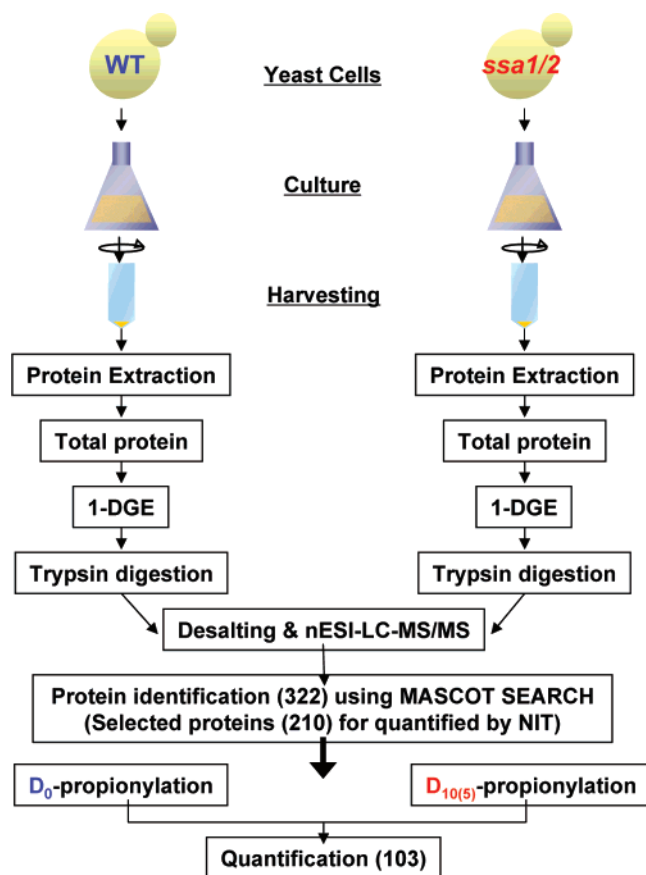 WT
Yeast Cells
ssa1/2
Culture
Harvesting
Protein Extraction
Protein Extraction
Total protein
Total protein
1-DGE
1-DGE
Trypsin digestion
Trypsin digestion
Desalting & nESI-LC-MS/MS
Protein identification (322) using MASCOT SEARCH
(Selected proteins (210) for quantified by NIT)
D0-propionylation
D10(5)-propionylation
Quantification (103)